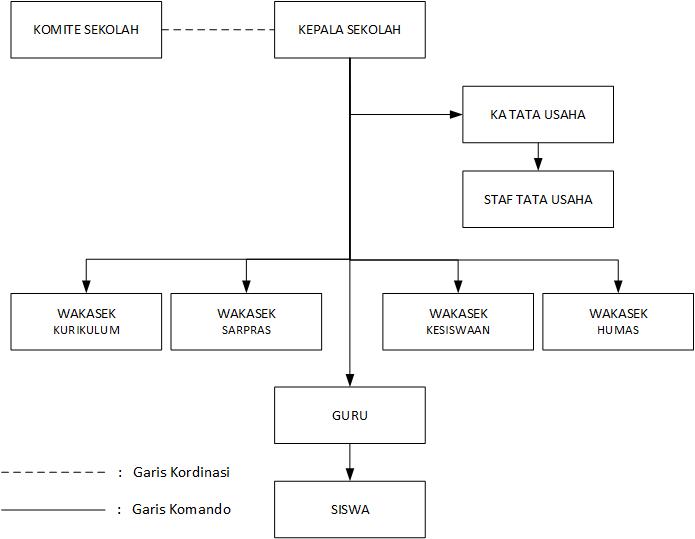 KOMITE SEKOLAH
KEPALA SEKOLAH
KA TATA USAHA
STAF TATA USAHA
WAKASEK
KURIKULUM
WAKASEK
SARPRAS
WAKASEK
KESISWAAN
WAKASEK
HUMAS
GURU
SISWA
: Garis Kordinasi
: Garis Komando